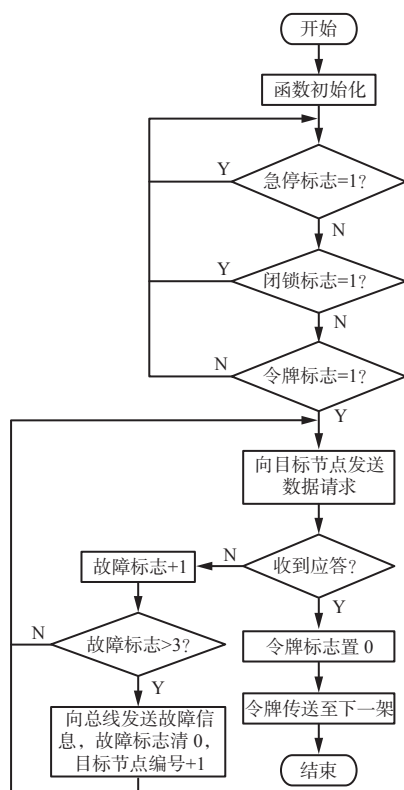 开始
函数初始化
急停标志=1?
Y
N
闭锁标志=1?
Y
N
令牌标志=1?
N
Y
向目标节点发送
数据请求
收到应答?
N
Y
故障标志+1
故障标志>3?
N
Y
向总线发送故障信
息，故障标志清 0，
目标节点编号+1
令牌标志置 0
令牌传送至下一架
结束